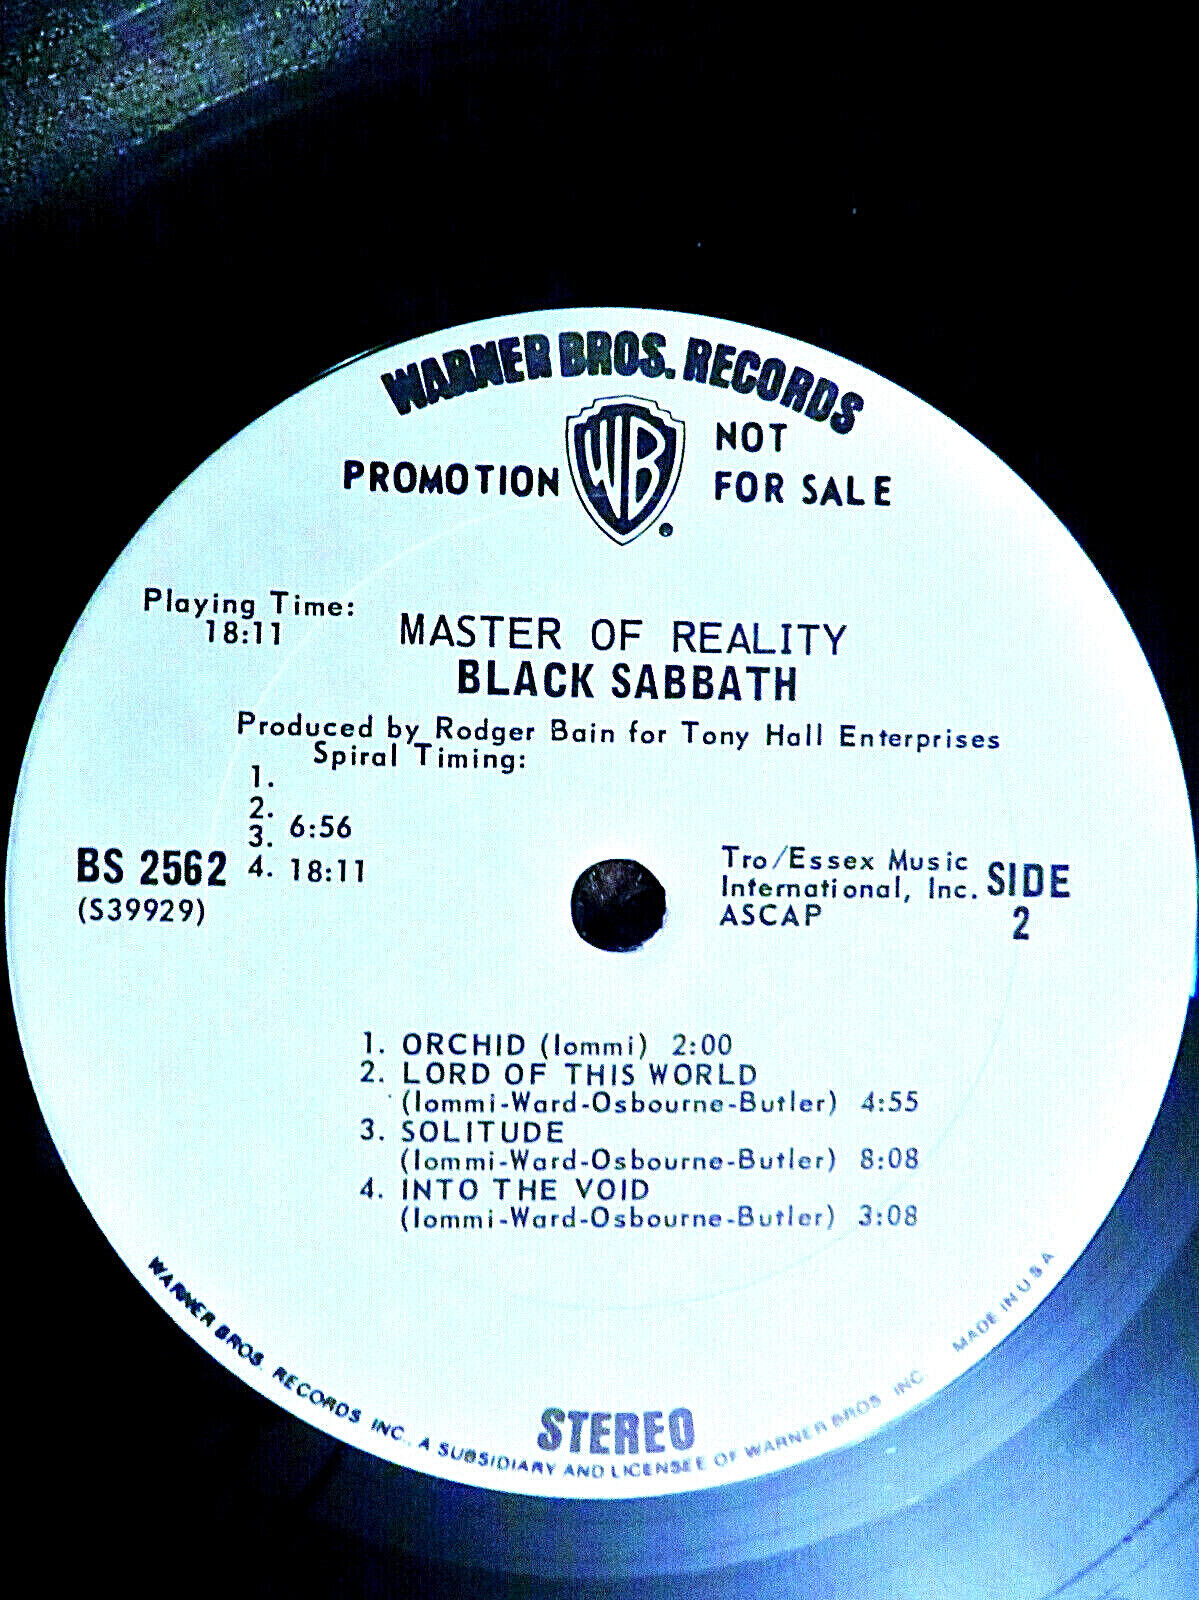 WARNER BROS. RECORDS
WB
PROMOTION
NOT
FOR SALE
Playing Time:
18:11
MASTER OF REALITY
BLACK SABBATH
Produced by Rodger Bain for Tony Hall Enterprises
Spiral Timing:
1.
2.
3. 6:56
4. 18:11
BS 2562
(S39929)
Tro/Essex Music
International, Inc.
ASCAP
SIDE
2
1. ORCHID (Iommi) 2:00
2. LORD OF THIS WORLD
(Iommi-Ward-Osbourne-Butler) 4:55
3. SOLITUDE
(Iommi-Ward-Osbourne-Butler) 8:08
4. INTO THE VOID
(Iommi-Ward-Osbourne-Butler) 3:08
STEREO
WARNER BROS. RECORDS INC., A SUBSIDIARY AND LICENSEE OF WARNER BROS. INC. MADE IN U S A